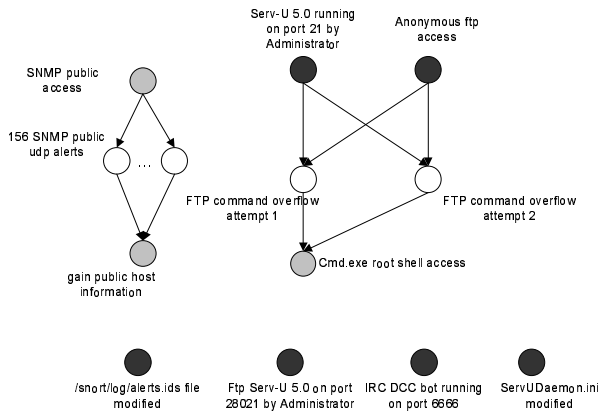 Serv-U 5.0 running
on port 21 by
Administrator
Anonymous ftp
access
SNMP public
access
156 SNMP public
udp alerts
...
FTP command overflow
attempt 1
FTP command overflow
attempt 2
Cmd.exe root shell access
gain public host
information
/snort/log/alerts.ids file
modified
Ftp Serv-U 5.0 on port
28021 by Administrator
IRC DCC bot running
on port 6666
ServUDaemon.ini
modified